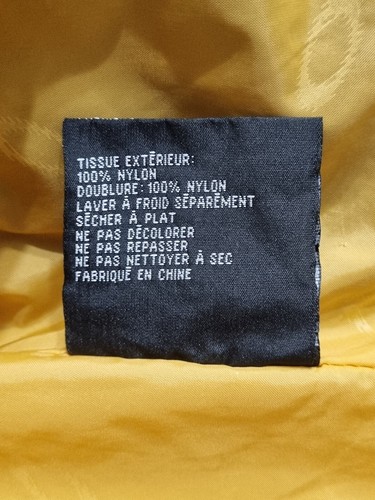 TISSUE EXTÉRIEUR:
100% NYLON
DOUBLURE: 100% NYLON
LAVER À FROID SÉPARÉMENT
SÉCHER À PLAT
NE PAS DÉCOLORER
NE PAS REPASSER
NE PAS NETTOYER À SEC
FABRIQUÉ EN CHINE